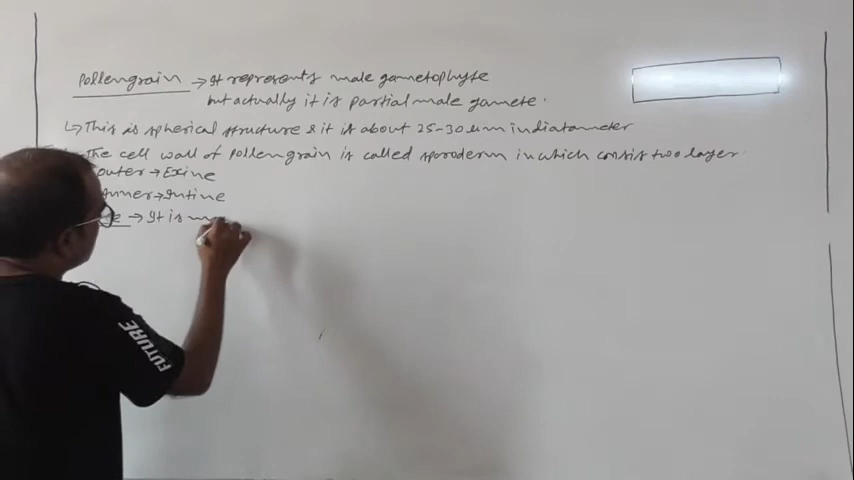 Pollengrain → It represents male gametophyte
but actually it is partial male gamete.
↳ This is spherical structure & it is about 25-30 μm in diatameter
The cell wall of pollengrain is called sporoderm in which consist two layer.
outer → Exine
Inner → Intine
→ It is m
FUTURE